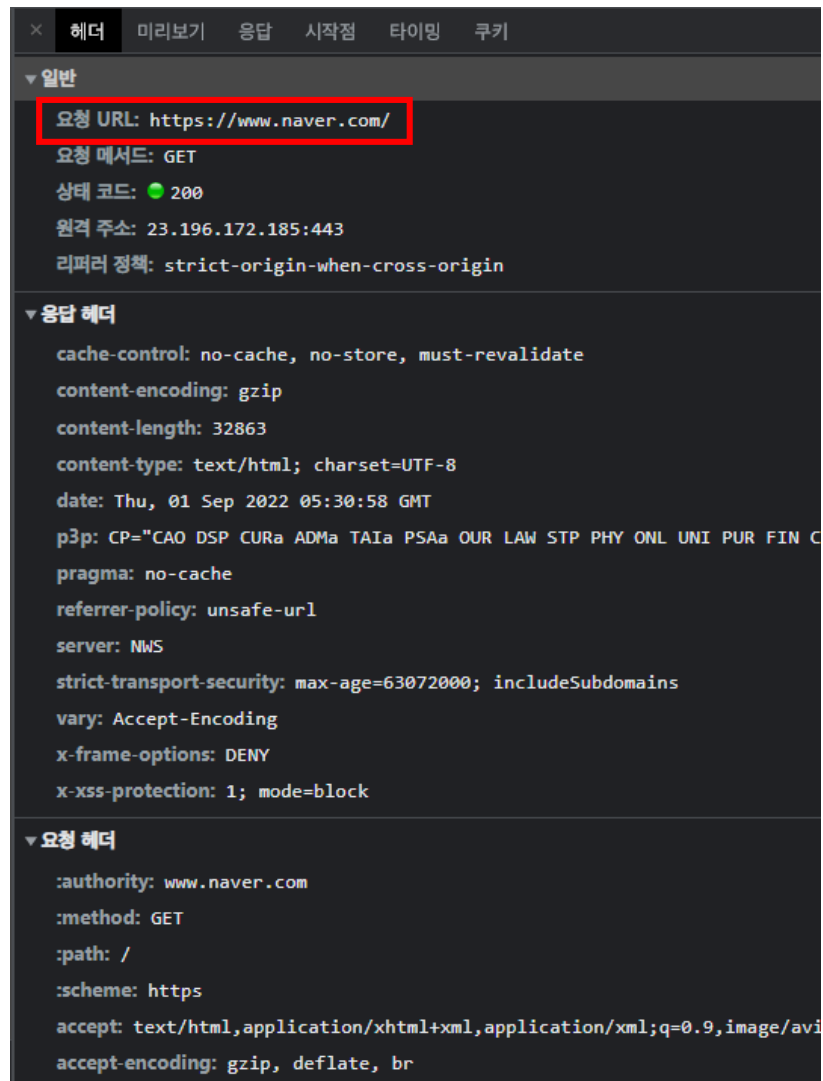 × 헤더 미리보기 응답 시작점 타이밍 쿠키
▼ 일반
요청 URL: https://www.naver.com/
요청 메서드: GET
상태 코드: 200
원격 주소: 23.196.172.185:443
리퍼러 정책: strict-origin-when-cross-origin
▼ 응답 헤더
cache-control: no-cache, no-store, must-revalidate
content-encoding: gzip
content-length: 32863
content-type: text/html; charset=UTF-8
date: Thu, 01 Sep 2022 05:30:58 GMT
p3p: CP="CAO DSP CURa ADMa TAIa PSAa OUR LAW STP PHY ONL UNI PUR FIN C
pragma: no-cache
referrer-policy: unsafe-url
server: NWS
strict-transport-security: max-age=63072000; includeSubdomains
vary: Accept-Encoding
x-frame-options: DENY
x-xss-protection: 1; mode=block
▼ 요청 헤더
:authority: www.naver.com
:method: GET
:path: /
:scheme: https
accept: text/html,application/xhtml+xml,application/xml;q=0.9,image/avi
accept-encoding: gzip, deflate, br